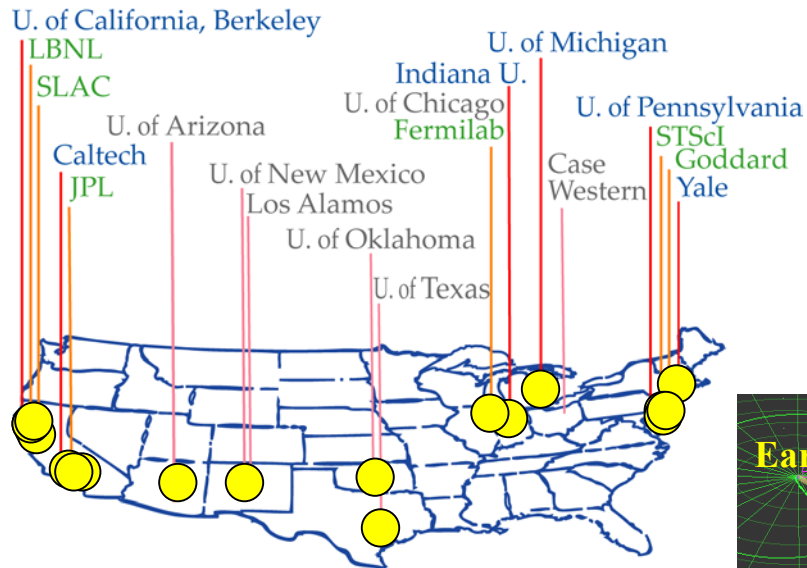 U. of California, Berkeley
LBNL
SLAC
U. of Arizona
Caltech
JPL
U. of New Mexico
Los Alamos
U. of Oklahoma
U. of Texas
U. of Michigan
Indiana U.
U. of Chicago
Fermilab
Case
Western
U. of Pennsylvania
STScI
Goddard
Yale